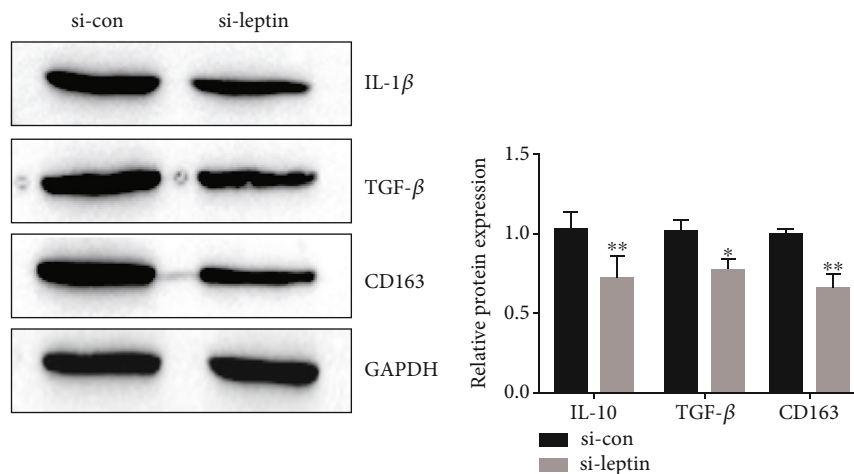 si-con si-leptin
IL-1β
TGF-β
CD163
GAPDH
Relative protein expression
1.5
1.0
0.5
0.0
** * **
IL-10 TGF-β CD163
si-con
si-leptin